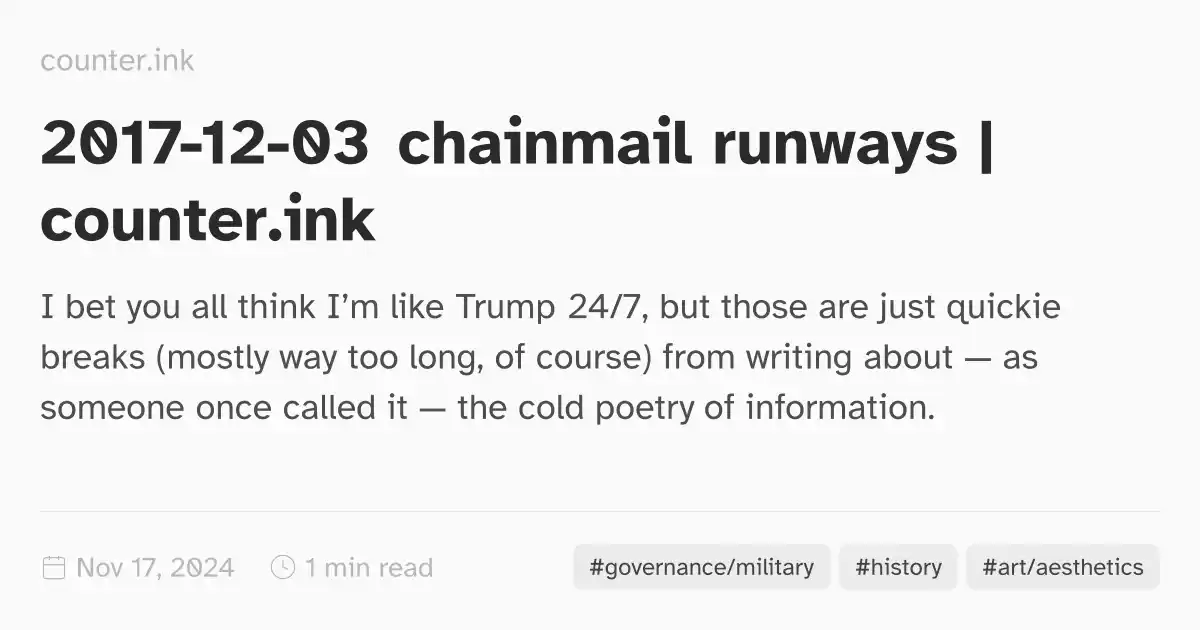 counter.ink
2017-12-03 chainmail runways |
counter.ink
I bet you all think I’m like Trump 24/7, but those are just quickie
breaks (mostly way too long, of course) from writing about — as
someone once called it — the cold poetry of information.
Nov 17, 2024 1 min read #governance/military #history #art/aesthetics